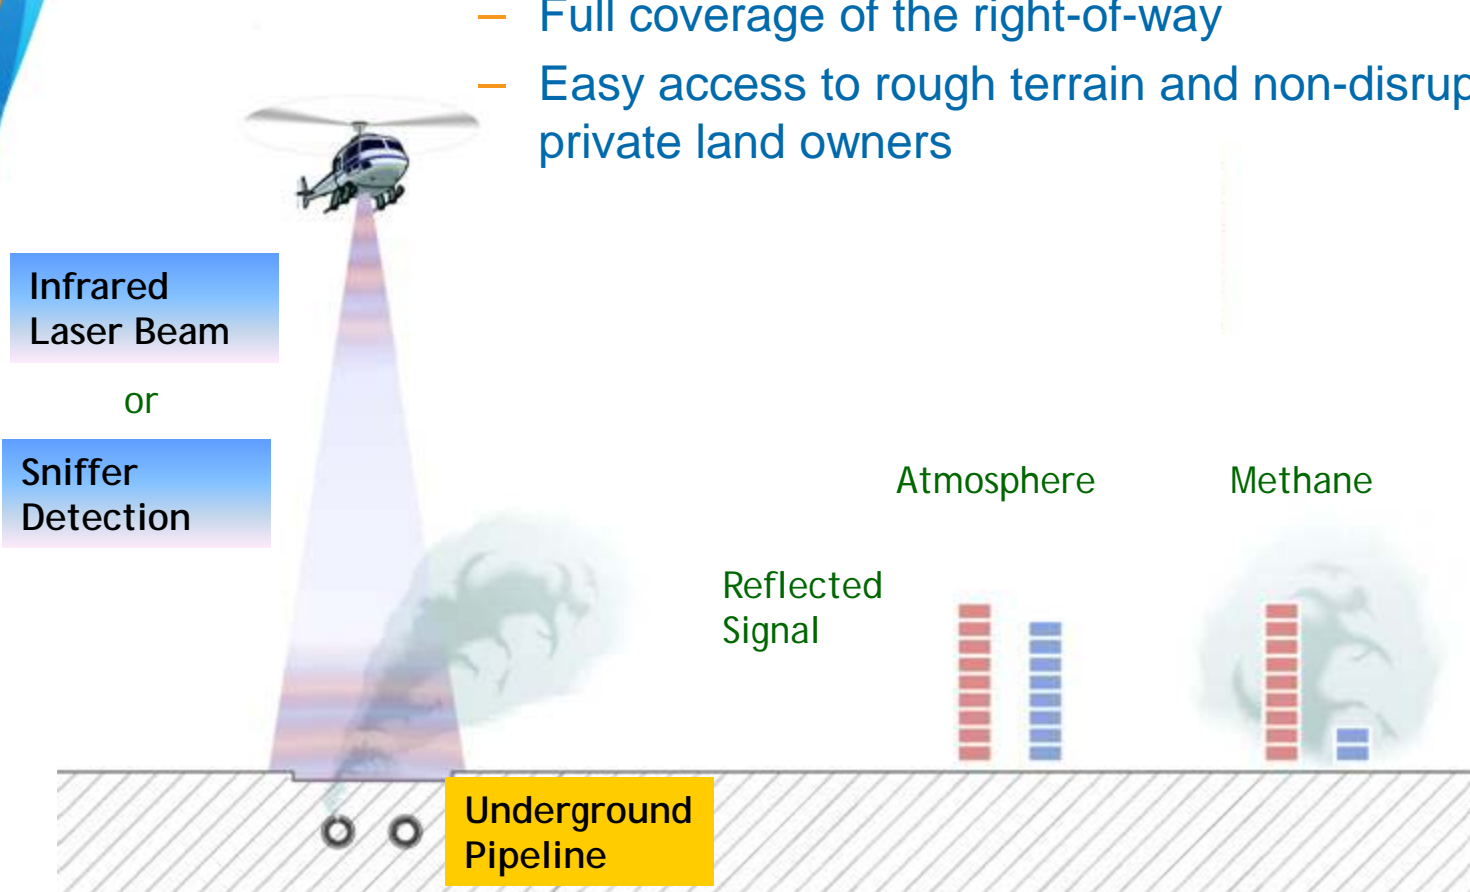 – Full coverage of the right-of-way
– Easy access to rough terrain and non-disrup
private land owners
Infrared
Laser Beam
or
Sniffer
Detection
Atmosphere
Methane
Reflected
Signal
Underground
Pipeline